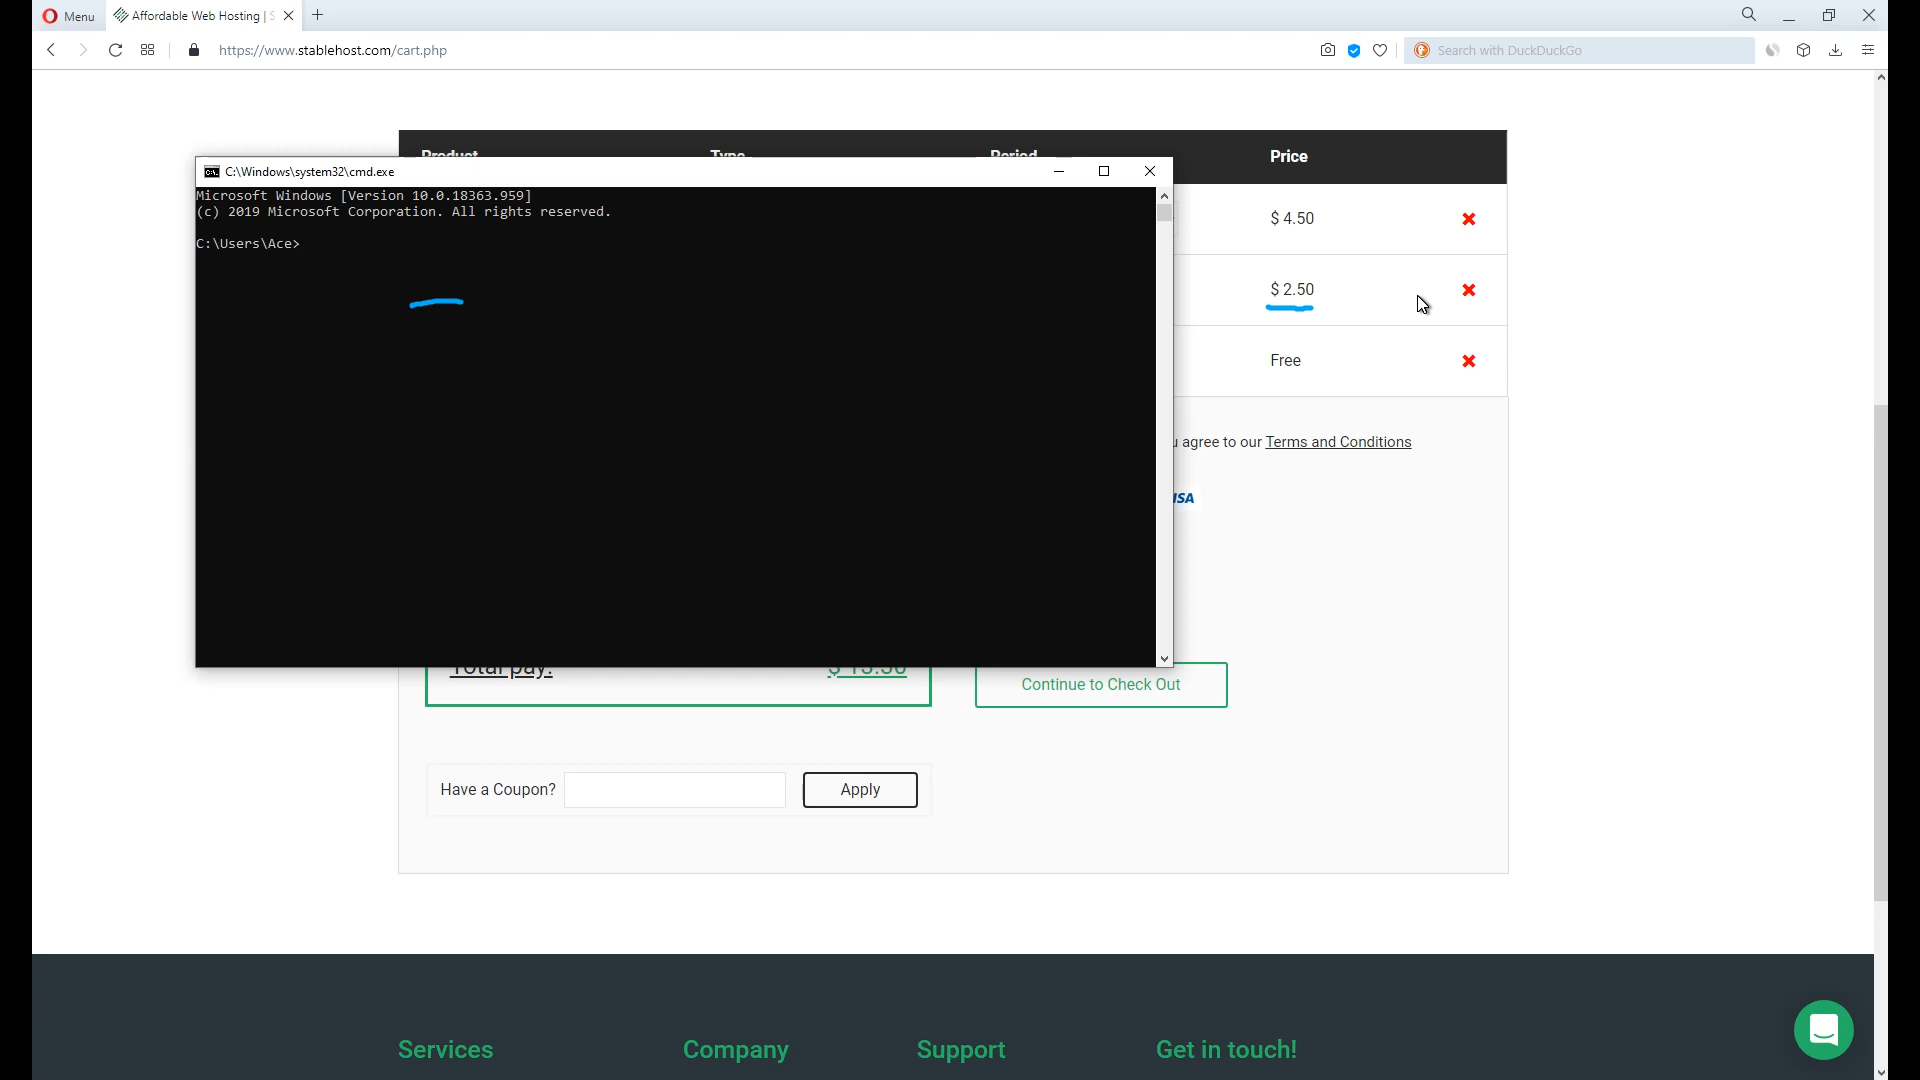 Menu
Affordable Web Hosting | S
https://www.stablehost.com/cart.php
Search with DuckDuckGo
Product Type Period Price
C:\Windows\system32\cmd.exe
Microsoft Windows [Version 10.0.18363.959]
(c) 2019 Microsoft Corporation. All rights reserved.
C:\Users\Ace>
$ 4.50
$ 2.50
Free
u agree to our Terms and Conditions
ISA
Total pay:
Continue to Check Out
Have a Coupon?
Apply
Services
Company
Support
Get in touch!